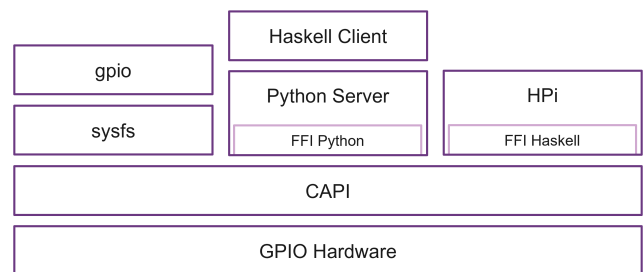 Haskell Client
gpio
Python Server
HPi
sysfs
FFI Python
FFI Haskell
CAPI
GPIO Hardware